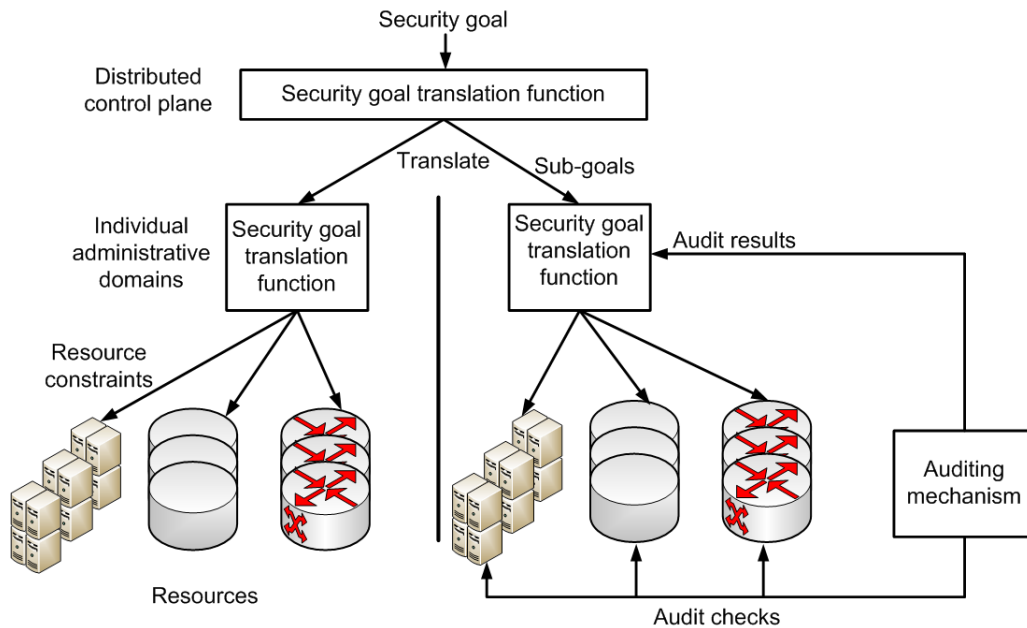 Security goal
Distributed
control plane
Security goal translation function
Translate
Sub-goals
Individual
administrative
domains
Security goal
translation
function
Security goal
translation
function
Audit results
Resource
constraints
Auditing
mechanism
Resources
Audit checks